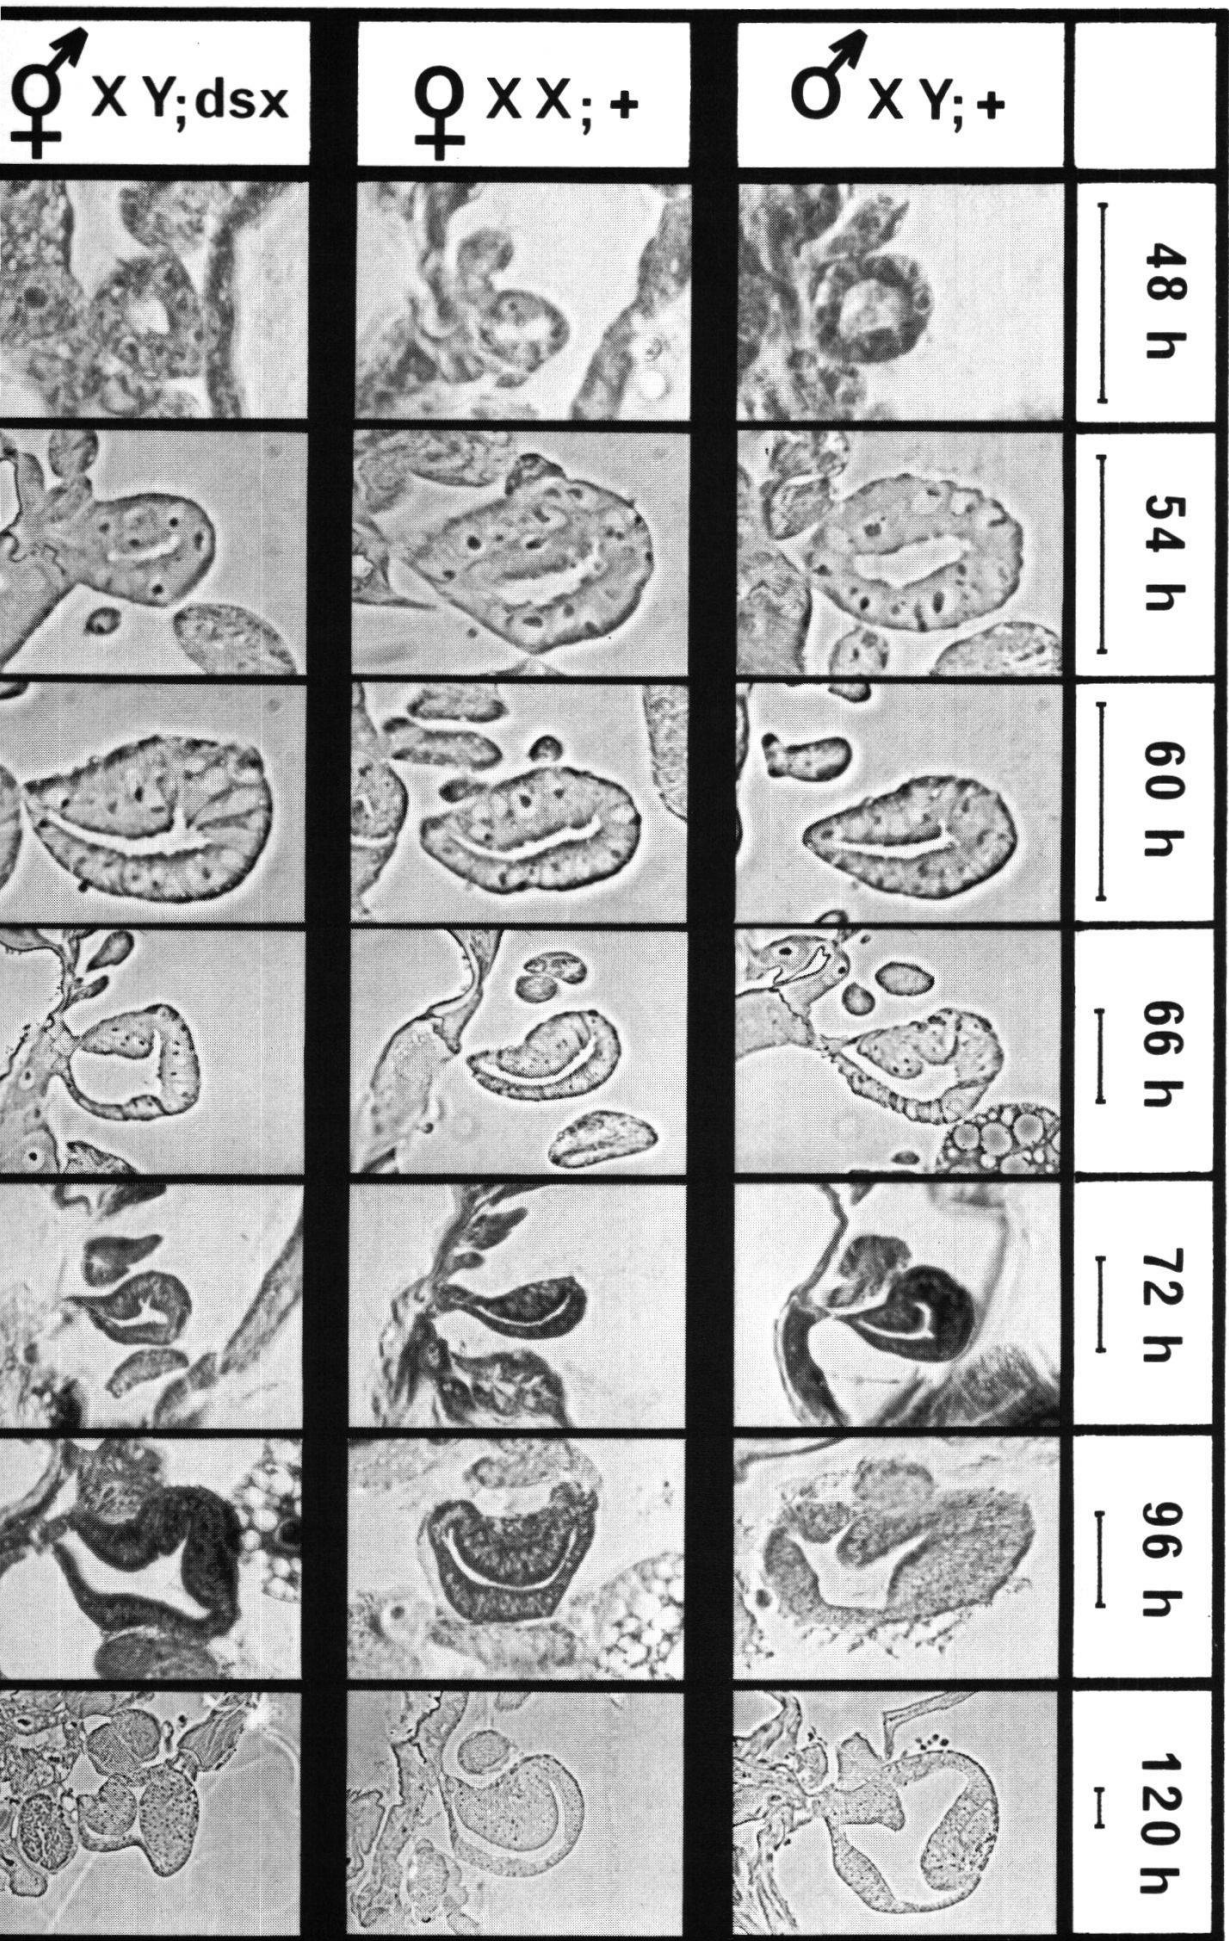 ⚥ X Y; dsx
♀ X X; +
♂ X Y; +
48 h
54 h
60 h
66 h
72 h
96 h
120 h